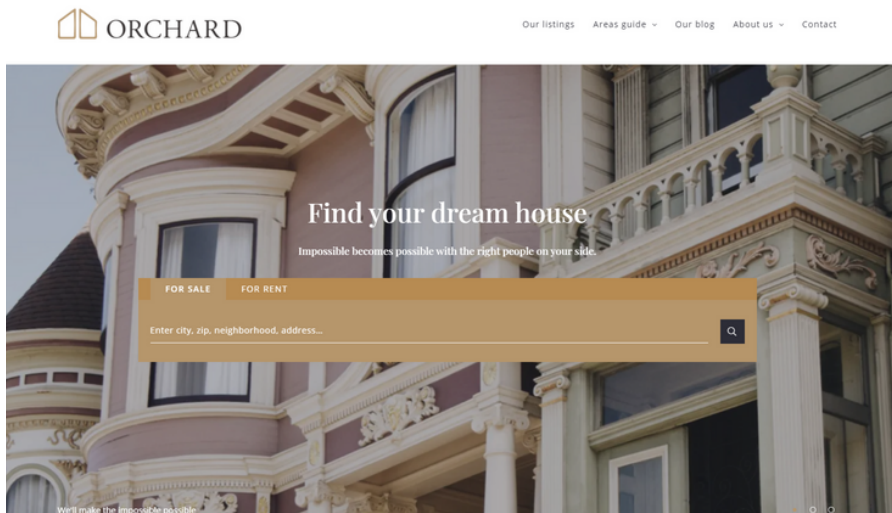 ORCHARD
Our listings Areas guide Our blog About us Contact
Find your dream house
Impossible becomes possible with the right people on your side.
FOR SALE FOR RENT
Enter city, zip, neighborhood, address...
We'll make the impossible possible